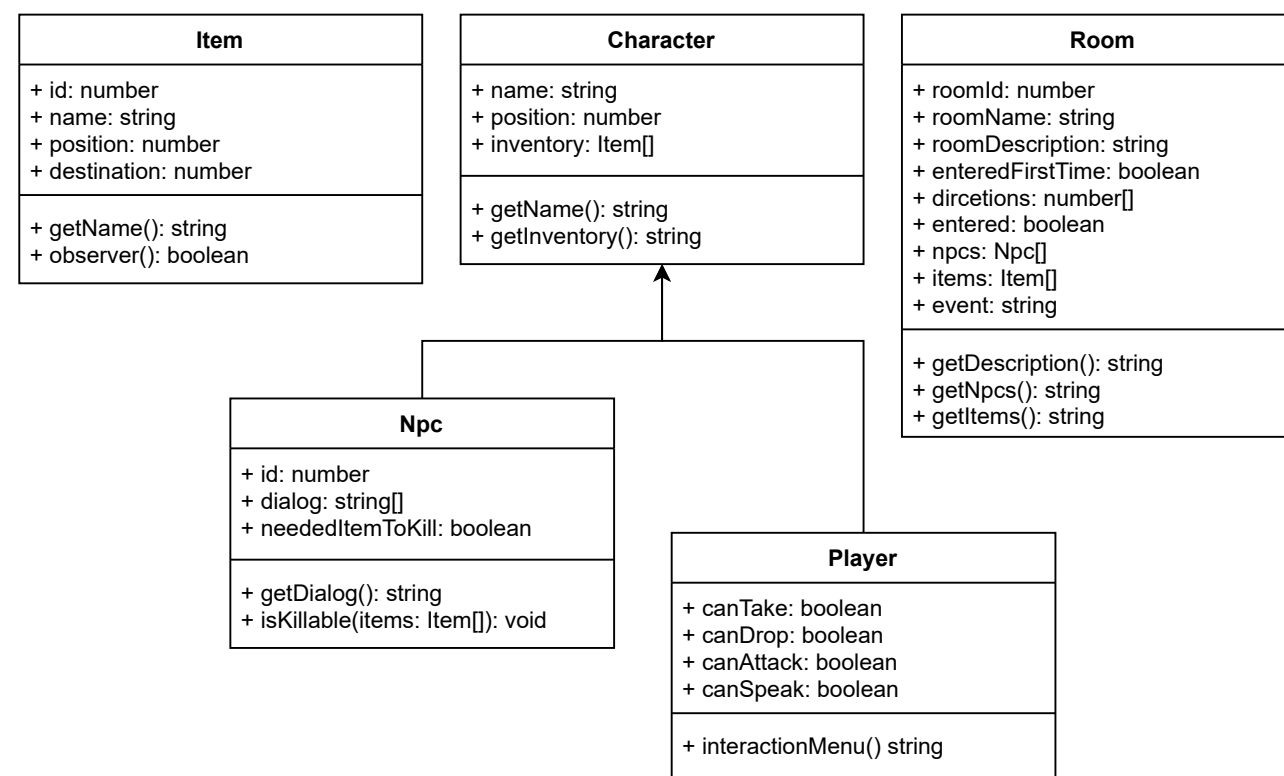 Item
+ id: number
+ name: string
+ position: number
+ destination: number
+ getName(): string
+ observer(): boolean
Character
+ name: string
+ position: number
+ inventory: Item[]
+ getName(): string
+ getInventory(): string
Room
+ roomId: number
+ roomName: string
+ roomDescription: string
+ enteredFirstTime: boolean
+ dircetions: number[]
+ entered: boolean
+ npcs: Npc[]
+ items: Item[]
+ event: string
+ getDescription(): string
+ getNpcs(): string
+ getItems(): string
Npc
+ id: number
+ dialog: string[]
+ neededItemToKill: boolean
+ getDialog(): string
+ isKillable(items: Item[]): void
Player
+ canTake: boolean
+ canDrop: boolean
+ canAttack: boolean
+ canSpeak: boolean
+ interactionMenu() string